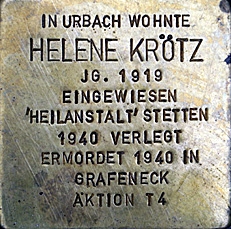 IN URBACH WOHNTE
HELENE KRÖTZ
JG. 1919
EINGEWIESEN
'HEILANSTALT' STETTEN
1940 VERLEGT
ERMORDET 1940 IN
GRAFENECK
AKTION T4